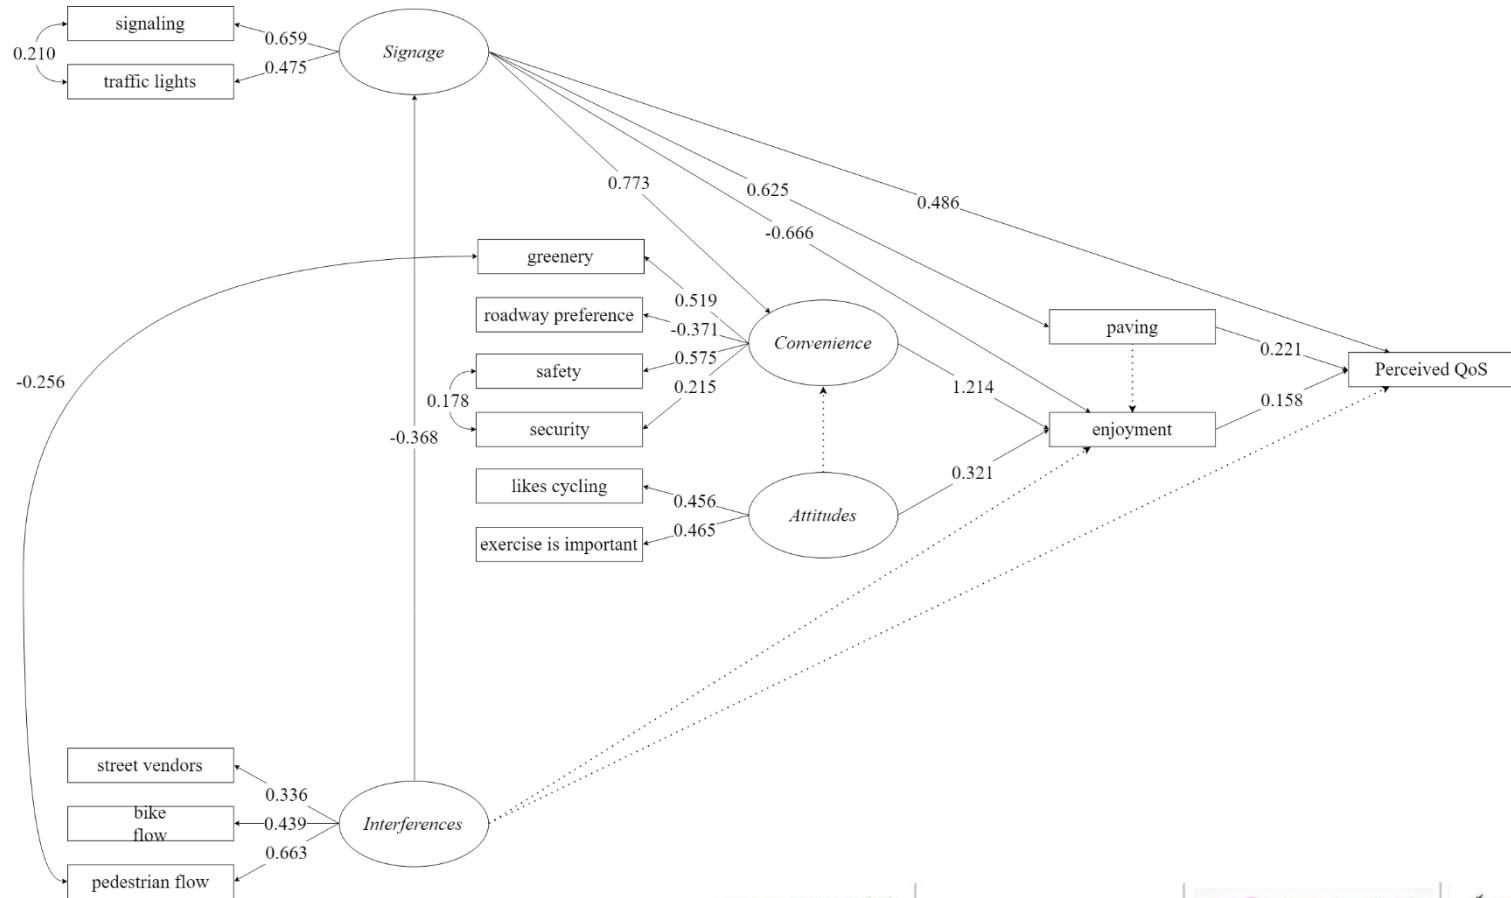 signaling
0.659
Signage
0.210
0.475
traffic lights
0.773
0.625
0.486
-0.666
greenery
0.519
roadway preference
-0.371
Convenience
paving
0.221
Perceived QoS
safety
0.575
0.178
0.215
1.214
0.158
security
enjoyment
-0.256
-0.368
likes cycling
0.456
0.321
Attitudes
0.465
exercise is important
street vendors
0.336
bike
flow
0.439
Interferences
0.663
pedestrian flow